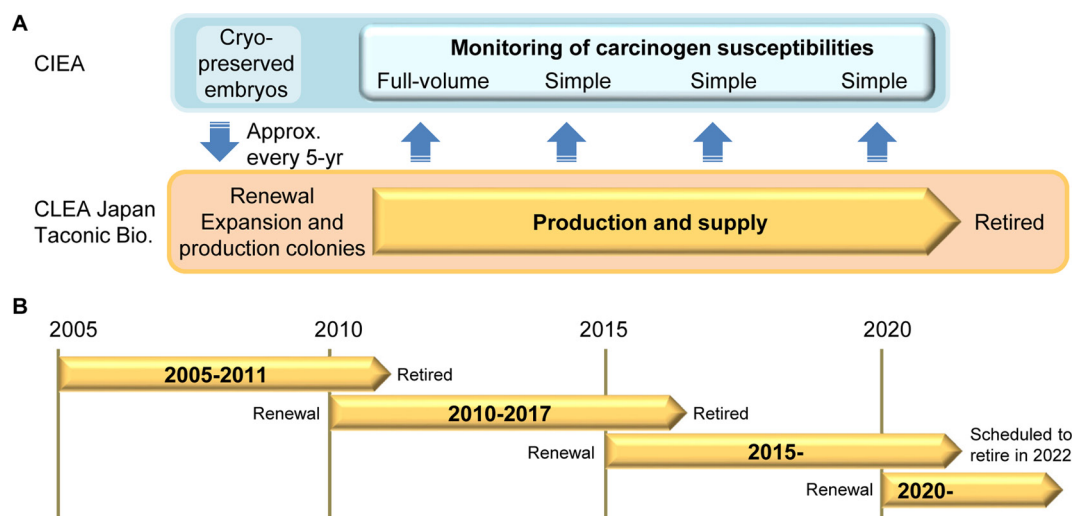 A
CIEA
Cryo-
preserved
embryos
Monitoring of carcinogen susceptibilities
Full-volume Simple Simple Simple
Approx.
every 5-yr
CLEA Japan
Taconic Bio.
Renewal
Expansion and
production colonies
Production and supply
Retired
B
2005 2010 2015 2020
2005-2011 Retired
Renewal 2010-2017 Retired
Renewal 2015- 
Scheduled to
retire in 2022
Renewal 2020-